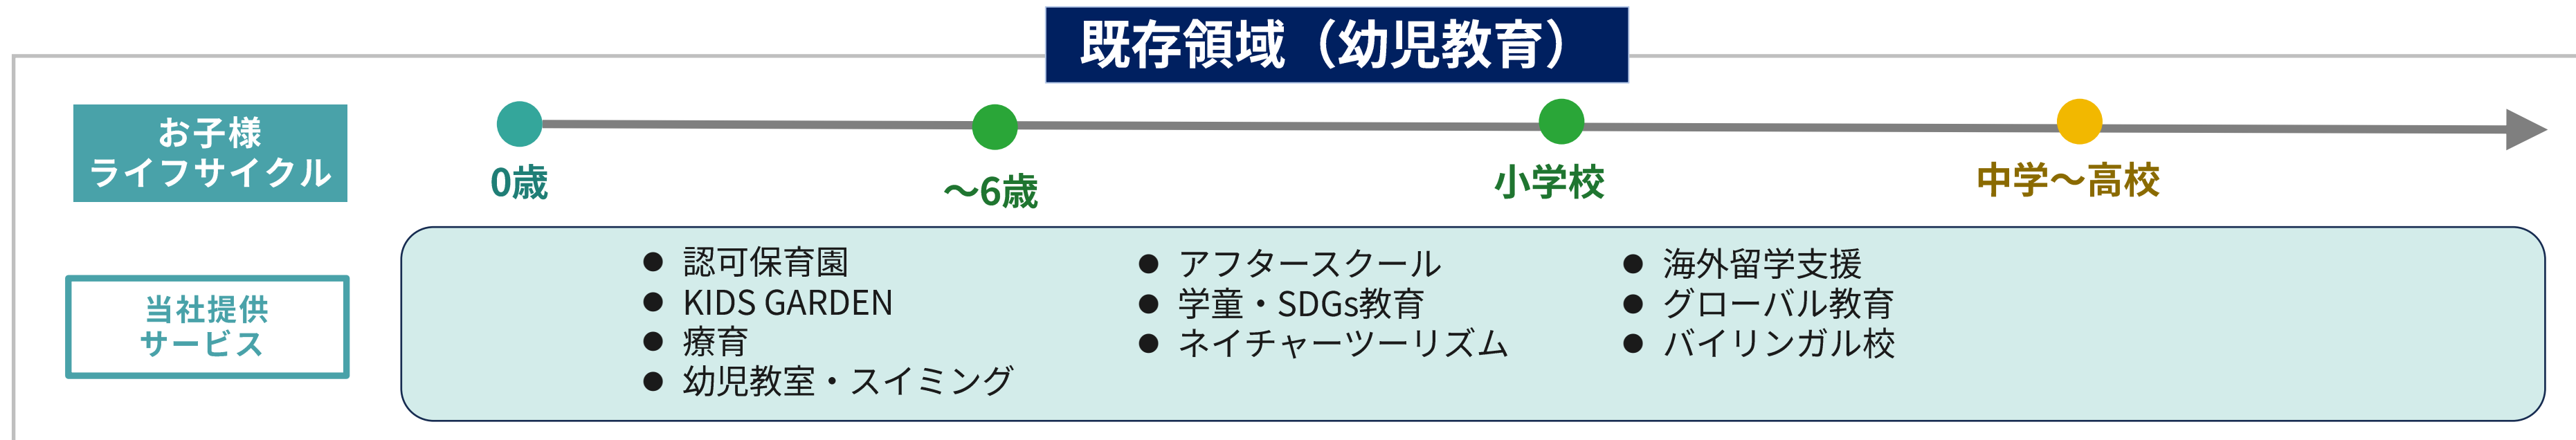 既存領域（幼児教育）
お子様
ライフサイクル
0歳
～6歳
小学校
中学～高校
当社提供
サービス
● 認可保育園
● KIDS GARDEN
● 療育
● 幼児教室・スイミング
● アフタースクール
● 学童・SDGs教育
● ネイチャーツーリズム
● 海外留学支援
● グローバル教育
● バイリンガル校